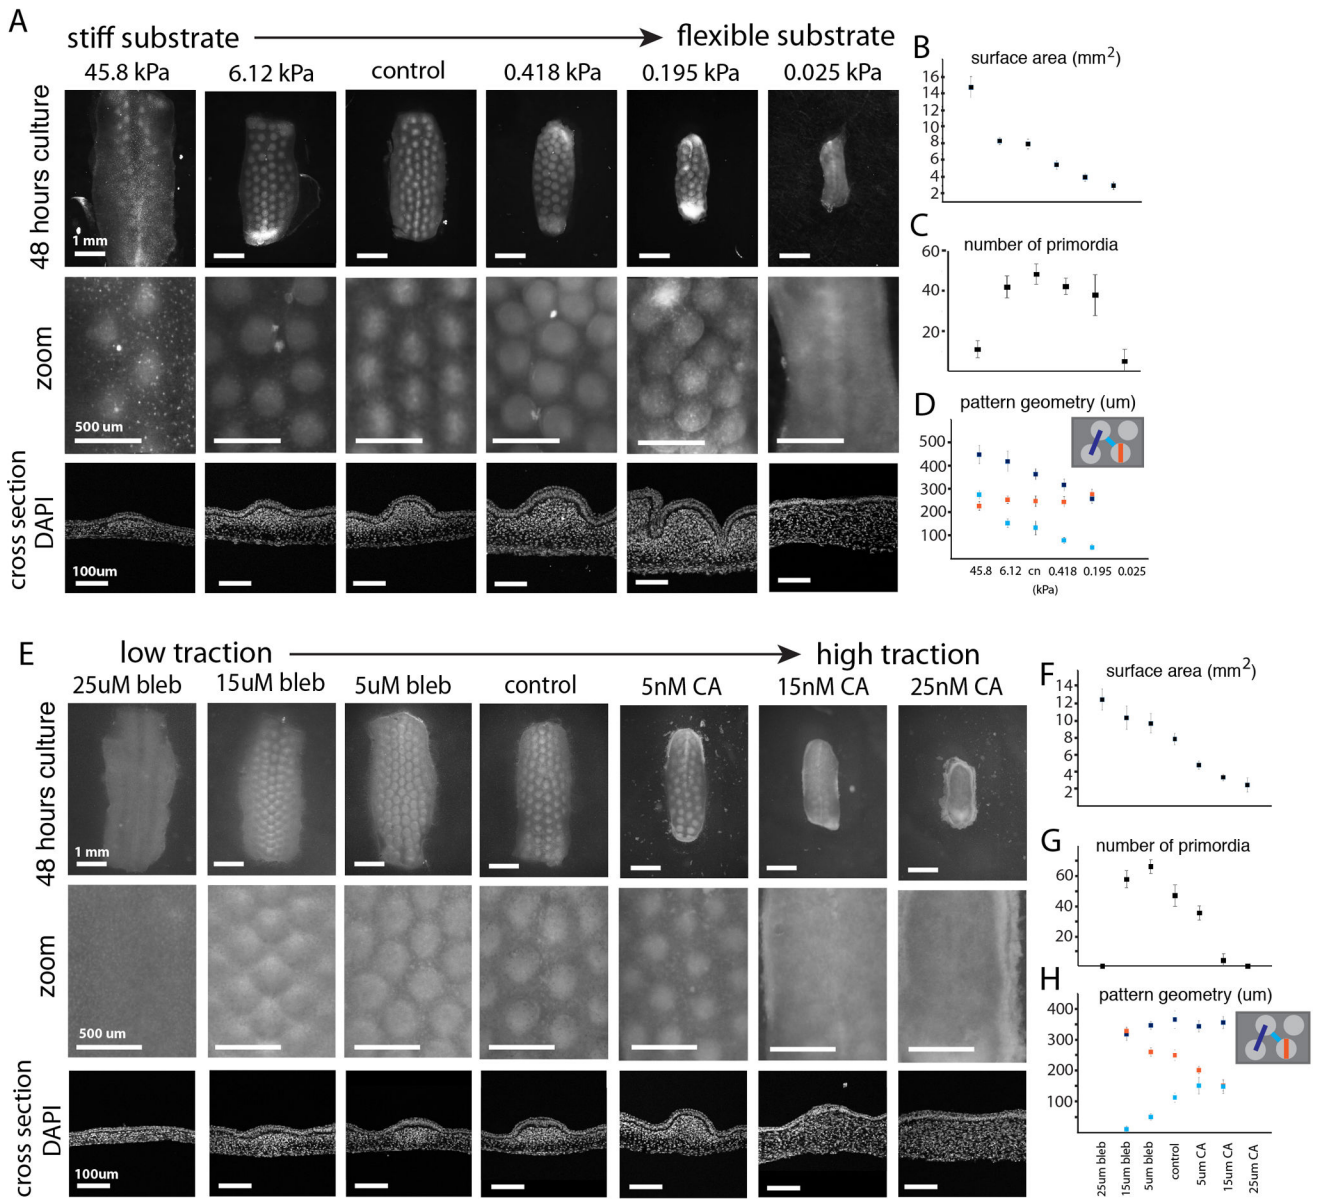 A
stiff substrate
flexible substrate
45.8 kPa
6.12 kPa
control
0.418 kPa
0.195 kPa
0.025 kPa
48 hours culture
1 mm
zoom
500 um
cross section
DAPI
100um
B
surface area (mm2)
16
14
12
10
8
6
4
2
C
number of primordia
60
40
20
D
pattern geometry (um)
500
400
300
200
100
45.8 6.12 cn 0.418 0.195 0.025
(kPa)
E
low traction
high traction
25uM bleb
15uM bleb
5uM bleb
control
5nM CA
15nM CA
25nM CA
48 hours culture
1 mm
zoom
500 um
cross section
DAPI
100um
F
surface area (mm2)
14
12
10
8
6
4
2
G
number of primordia
60
40
20
H
pattern geometry (um)
400
300
200
100
25um bleb
15um bleb
5um bleb
control
5um CA
15um CA
25um CA